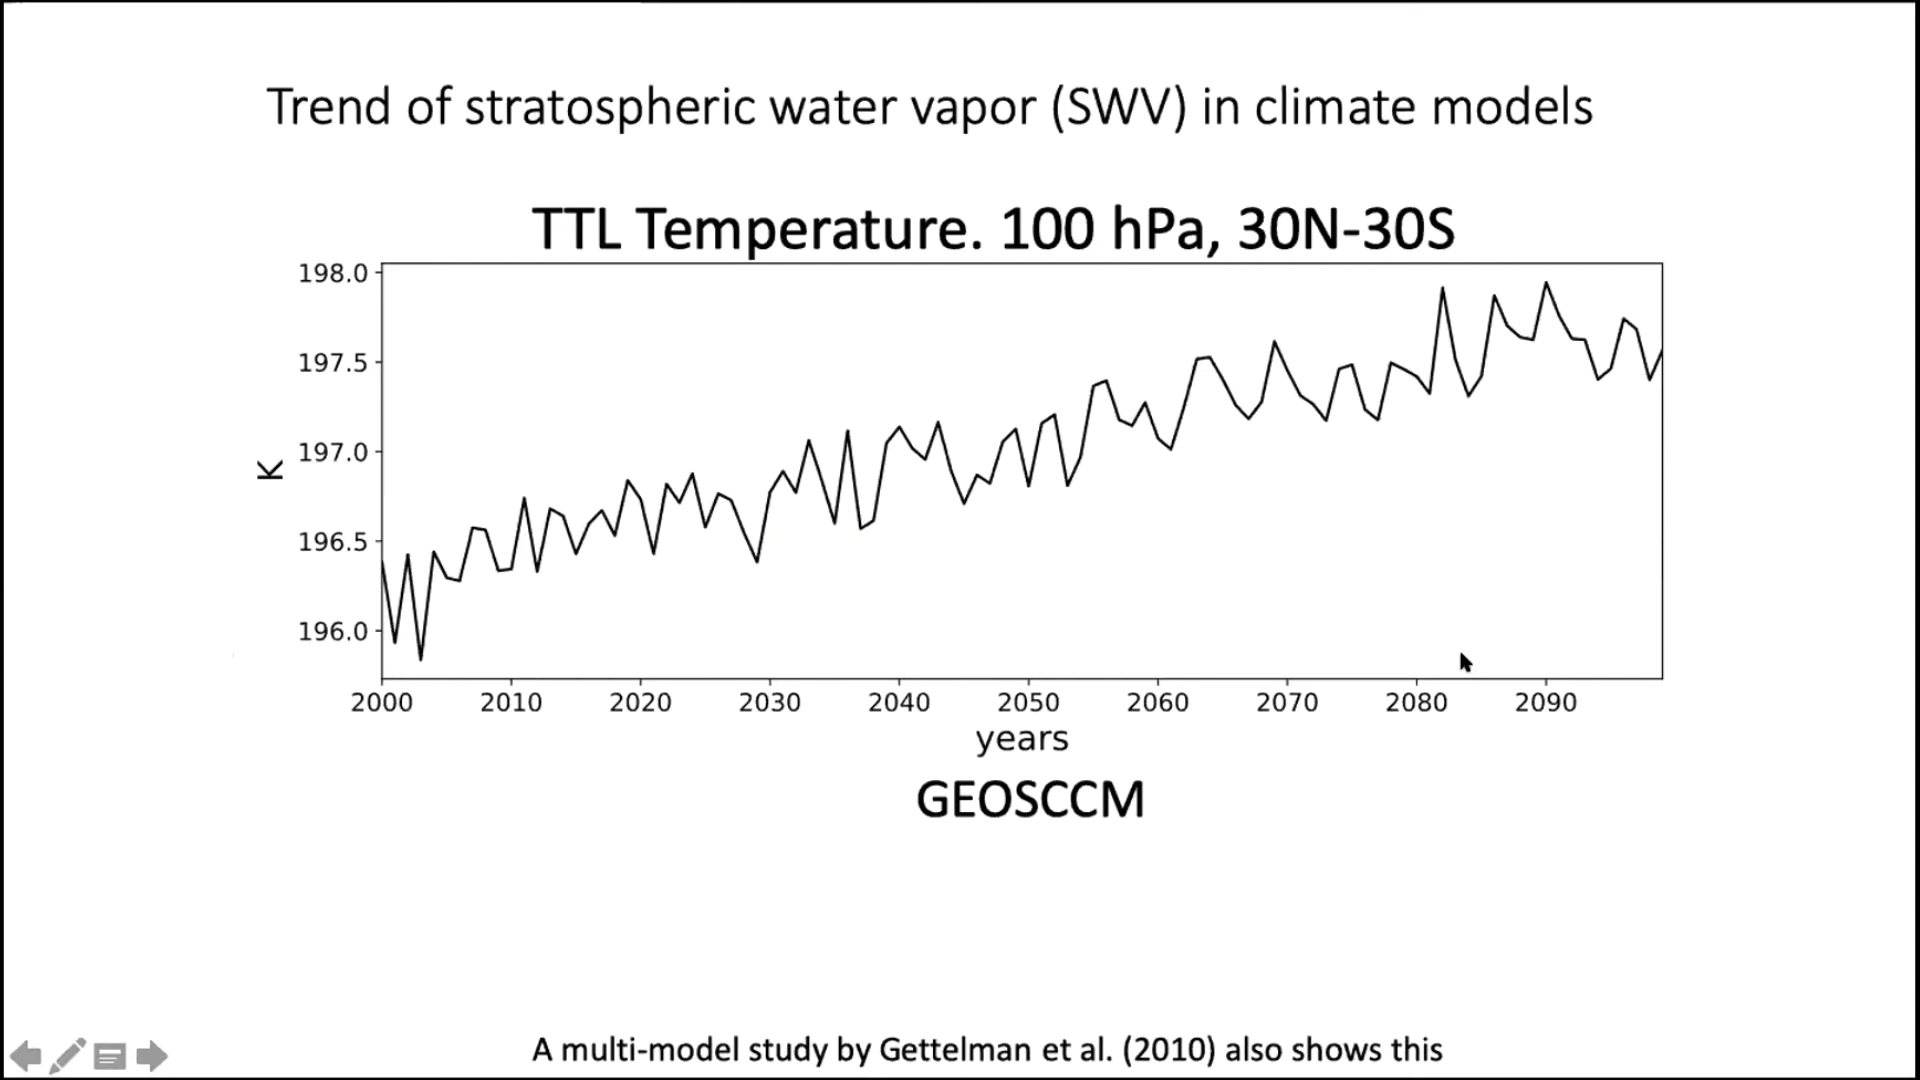 Trend of stratospheric water vapor (SWV) in climate models
TTL Temperature. 100 hPa, 30N-30S
198.0
197.5
197.0
196.5
196.0
K
2000 2010 2020 2030 2040 2050 2060 2070 2080 2090
years
GEOSCCM
A multi-model study by Gettelman et al. (2010) also shows this